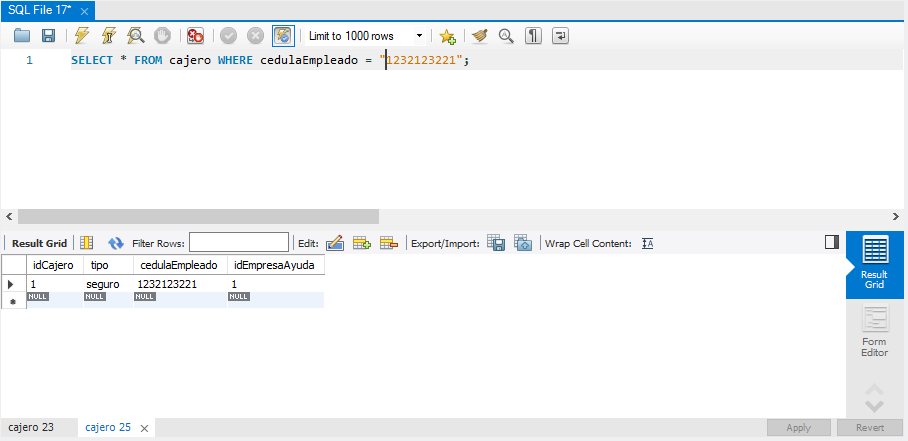 SQL File 17*
Limit to 1000 rows
1 SELECT * FROM cajero WHERE cedulaEmpleado = "1232123221";
Result Grid Filter Rows: Edit: Export/Import: Wrap Cell Content:
idCajero tipo cedulaEmpleado idEmpresaAyuda
1 seguro 1232123221 1
NULL NULL NULL NULL
Result
Grid
Form
Editor
cajero 23 cajero 25 Apply Revert